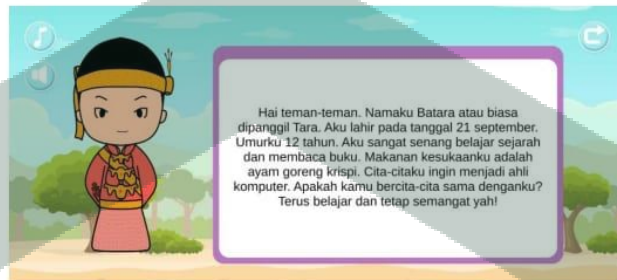 Hai teman-teman. Namaku Batara atau biasa
dipanggil Tara. Aku lahir pada tanggal 21 september.
Umurku 12 tahun. Aku sangat senang belajar sejarah
dan membaca buku. Makanan kesukaanku adalah
ayam goreng krispi. Cita-citaku ingin menjadi ahli
komputer. Apakah kamu bercita-cita sama denganku?
Terus belajar dan tetap semangat yah!